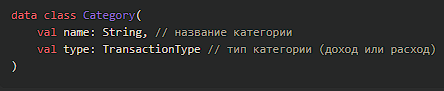 data class Category(
    val name: String, // название категории
    val type: TransactionType // тип категории (доход или расход)
)